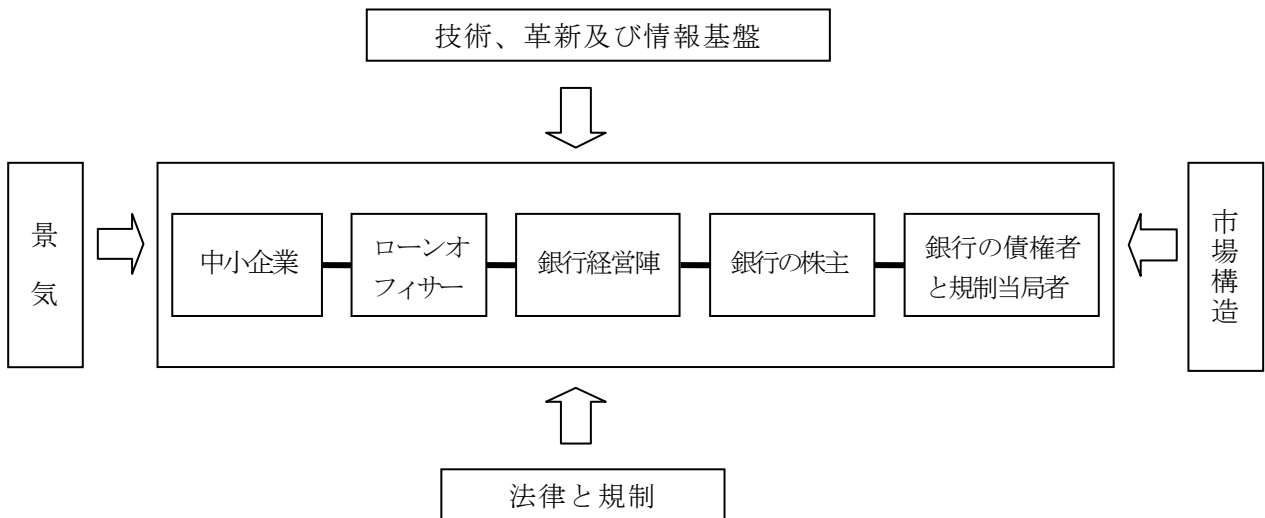 技術、革新及び情報基盤
景気
中小企業
ローンオ
フィサー
銀行経営陣
銀行の株主
銀行の債権者
と規制当局者
市場構造
法律と規制